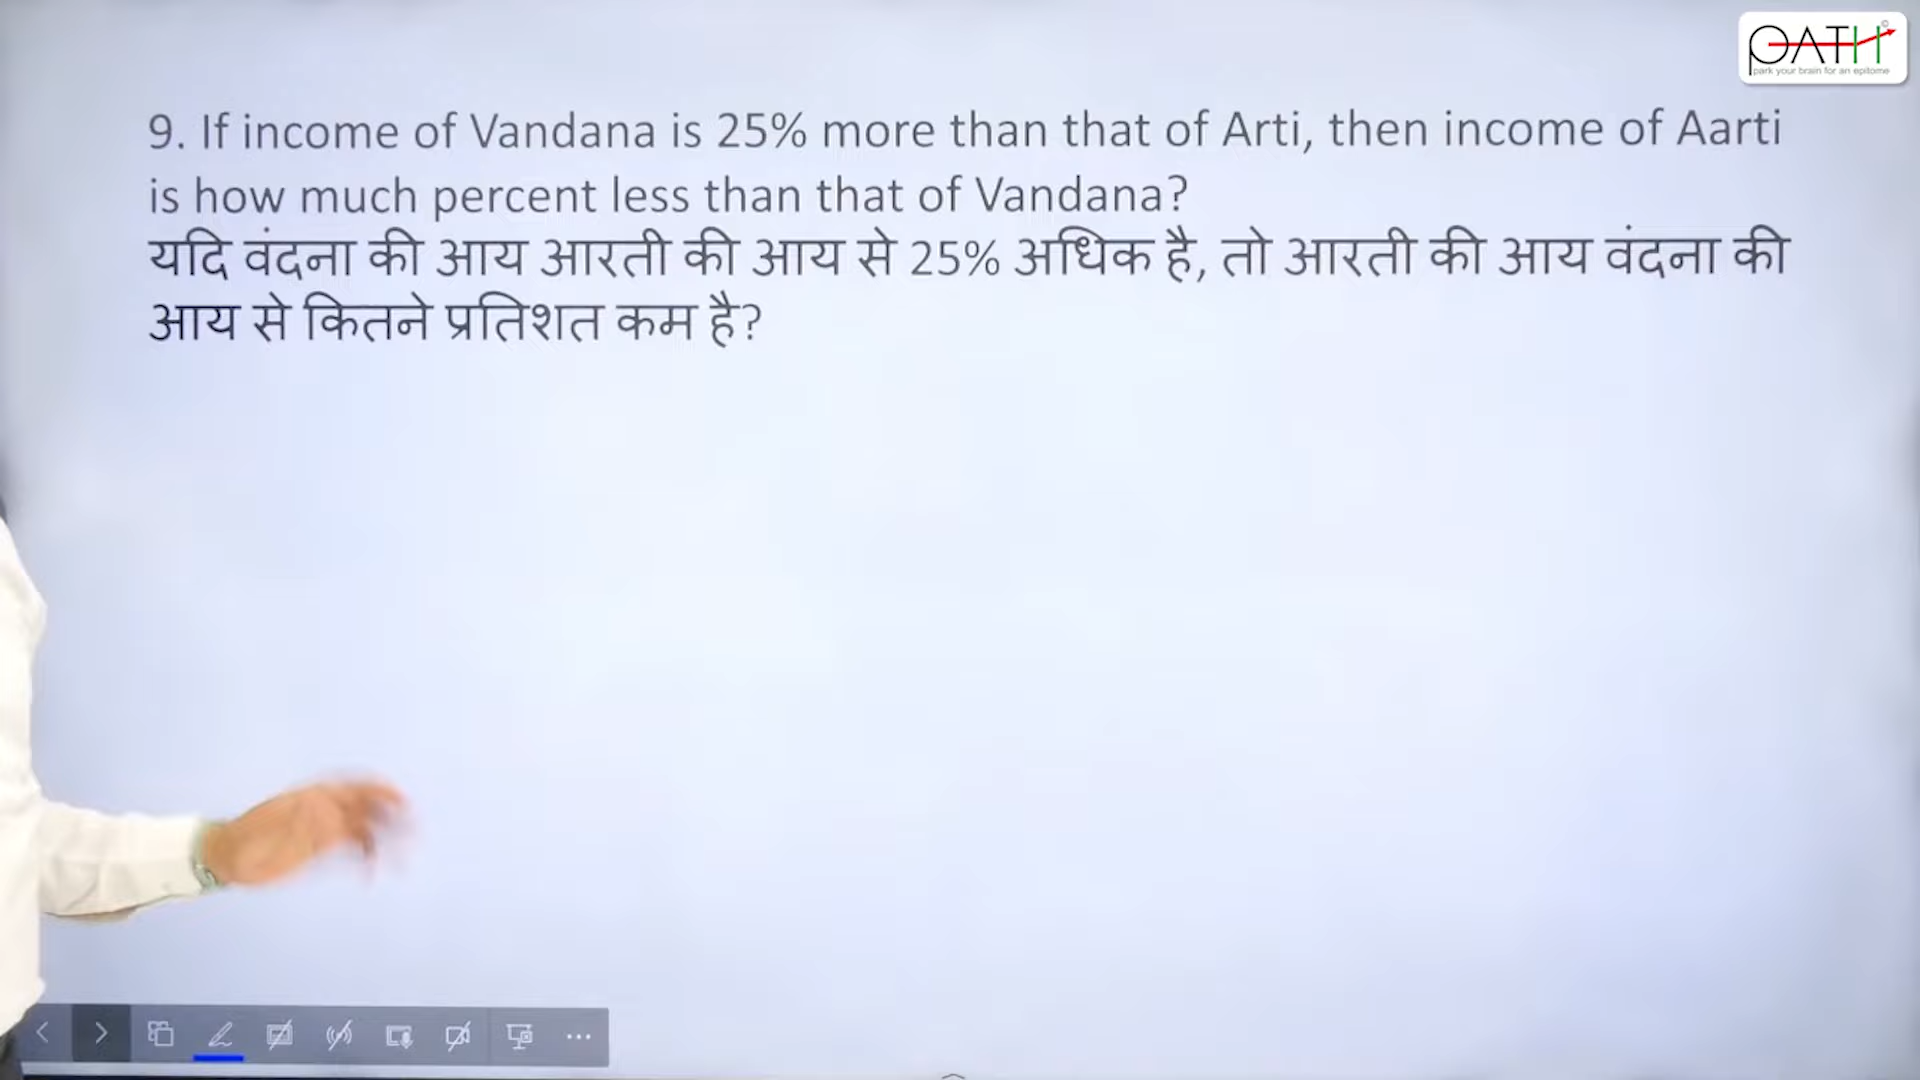 PATH
©
park your brain for an epitome
9. If income of Vandana is 25% more than that of Arti, then income of Aarti
is how much percent less than that of Vandana?
यदि वंदना की आय आरती की आय से 25% अधिक है, तो आरती की आय वंदना की
आय से कितने प्रतिशत कम है?